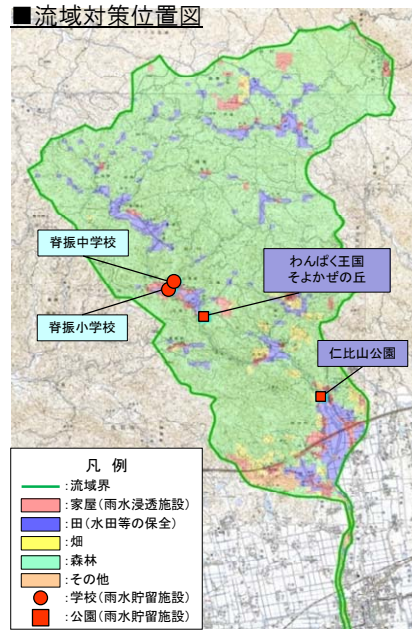 ■流域対策位置図
脊振中学校
わんぱく王国
そよかぜの丘
脊振小学校
仁比山公園
凡 例
:流域界
:家屋(雨水浸透施設)
:田(水田等の保全)
:畑
:森林
:その他
:学校(雨水貯留施設)
:公園(雨水貯留施設)